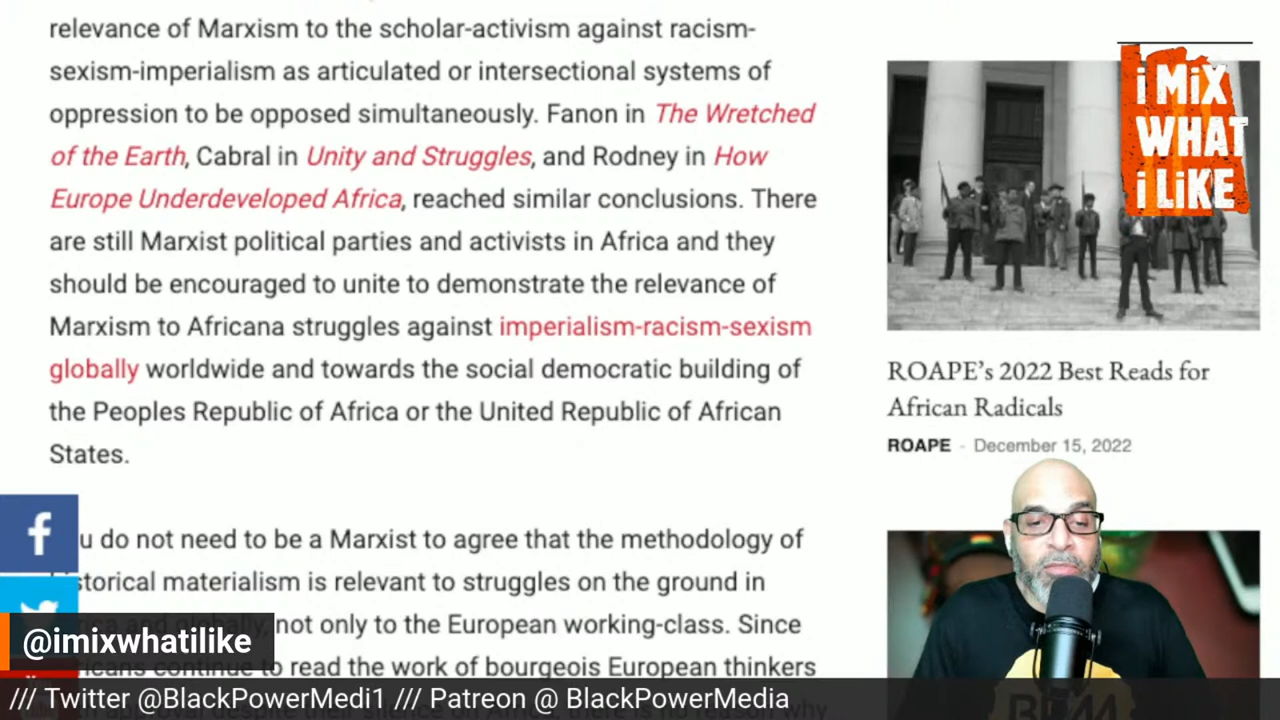 relevance of Marxism to the scholar-activism against racism-
sexism-imperialism as articulated or intersectional systems of
oppression to be opposed simultaneously. Fanon in The Wretched
of the Earth, Cabral in Unity and Struggles, and Rodney in How
Europe Underdeveloped Africa, reached similar conclusions. There
are still Marxist political parties and activists in Africa and they
should be encouraged to unite to demonstrate the relevance of
Marxism to Africana struggles against imperialism-racism-sexism
globally worldwide and towards the social democratic building of
the Peoples Republic of Africa or the United Republic of African
States.
u do not need to be a Marxist to agree that the methodology of
storical materialism is relevant to struggles on the ground in
not only to the European working-class. Since
continue to read the work of bourgeois European thinkers
i MiX
WHAT
i LiKE
ROAPE's 2022 Best Reads for
African Radicals
ROAPE - December 15, 2022
f
@imixwhatilike
/// Twitter @BlackPowerMedi1 /// Patreon @ BlackPowerMedia